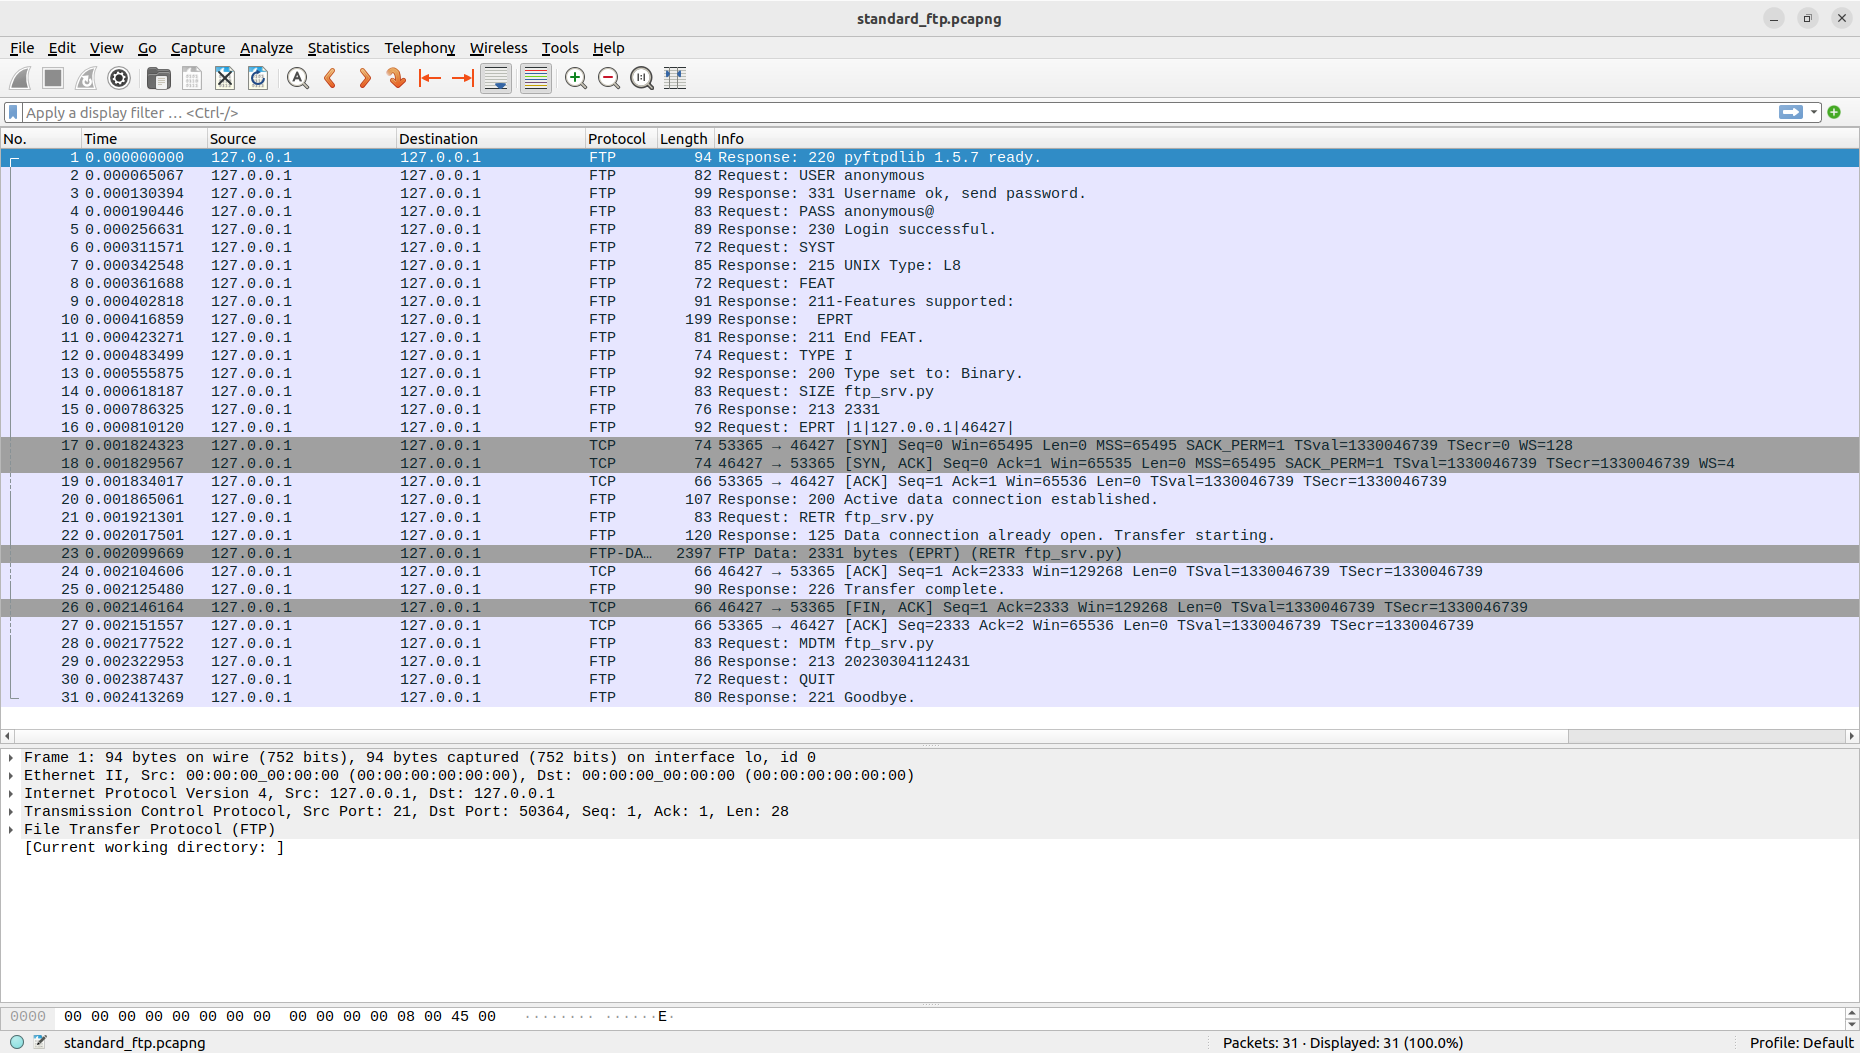 standard_ftp.pcapng
File Edit View Go Capture Analyze Statistics Telephony Wireless Tools Help
Apply a display filter … <Ctrl-/>
No. Time Source Destination Protocol Length Info
1 0.000000000 127.0.0.1 127.0.0.1 FTP 94 Response: 220 pyftpdlib 1.5.7 ready.
2 0.000065067 127.0.0.1 127.0.0.1 FTP 82 Request: USER anonymous
3 0.000130394 127.0.0.1 127.0.0.1 FTP 99 Response: 331 Username ok, send password.
4 0.000190446 127.0.0.1 127.0.0.1 FTP 83 Request: PASS anonymous@
5 0.000256631 127.0.0.1 127.0.0.1 FTP 89 Response: 230 Login successful.
6 0.000311571 127.0.0.1 127.0.0.1 FTP 72 Request: SYST
7 0.000342548 127.0.0.1 127.0.0.1 FTP 85 Response: 215 UNIX Type: L8
8 0.000361688 127.0.0.1 127.0.0.1 FTP 72 Request: FEAT
9 0.000402818 127.0.0.1 127.0.0.1 FTP 91 Response: 211-Features supported:
10 0.000416859 127.0.0.1 127.0.0.1 FTP 199 Response:  EPRT
11 0.000423271 127.0.0.1 127.0.0.1 FTP 81 Response: 211 End FEAT.
12 0.000483499 127.0.0.1 127.0.0.1 FTP 74 Request: TYPE I
13 0.000555875 127.0.0.1 127.0.0.1 FTP 92 Response: 200 Type set to: Binary.
14 0.000618187 127.0.0.1 127.0.0.1 FTP 83 Request: SIZE ftp_srv.py
15 0.000786325 127.0.0.1 127.0.0.1 FTP 76 Response: 213 2331
16 0.000810120 127.0.0.1 127.0.0.1 FTP 92 Request: EPRT |1|127.0.0.1|46427|
17 0.001824323 127.0.0.1 127.0.0.1 TCP 74 53365 → 46427 [SYN] Seq=0 Win=65495 Len=0 MSS=65495 SACK_PERM=1 TSval=1330046739 TSecr=0 WS=128
18 0.001829567 127.0.0.1 127.0.0.1 TCP 74 46427 → 53365 [SYN, ACK] Seq=0 Ack=1 Win=65535 Len=0 MSS=65495 SACK_PERM=1 TSval=1330046739 TSecr=1330046739 WS=4
19 0.001834017 127.0.0.1 127.0.0.1 TCP 66 53365 → 46427 [ACK] Seq=1 Ack=1 Win=65536 Len=0 TSval=1330046739 TSecr=1330046739
20 0.001865061 127.0.0.1 127.0.0.1 FTP 107 Response: 200 Active data connection established.
21 0.001921301 127.0.0.1 127.0.0.1 FTP 83 Request: RETR ftp_srv.py
22 0.002017501 127.0.0.1 127.0.0.1 FTP 120 Response: 125 Data connection already open. Transfer starting.
23 0.002099669 127.0.0.1 127.0.0.1 FTP-DA… 2397 FTP Data: 2331 bytes (EPRT) (RETR ftp_srv.py)
24 0.002104606 127.0.0.1 127.0.0.1 TCP 66 46427 → 53365 [ACK] Seq=1 Ack=2333 Win=129268 Len=0 TSval=1330046739 TSecr=1330046739
25 0.002125480 127.0.0.1 127.0.0.1 FTP 90 Response: 226 Transfer complete.
26 0.002146164 127.0.0.1 127.0.0.1 TCP 66 46427 → 53365 [FIN, ACK] Seq=1 Ack=2333 Win=129268 Len=0 TSval=1330046739 TSecr=1330046739
27 0.002151557 127.0.0.1 127.0.0.1 TCP 66 53365 → 46427 [ACK] Seq=2333 Ack=2 Win=65536 Len=0 TSval=1330046739 TSecr=1330046739
28 0.002177522 127.0.0.1 127.0.0.1 FTP 83 Request: MDTM ftp_srv.py
29 0.002322953 127.0.0.1 127.0.0.1 FTP 86 Response: 213 20230304112431
30 0.002387437 127.0.0.1 127.0.0.1 FTP 72 Request: QUIT
31 0.002413269 127.0.0.1 127.0.0.1 FTP 80 Response: 221 Goodbye.
Frame 1: 94 bytes on wire (752 bits), 94 bytes captured (752 bits) on interface lo, id 0
Ethernet II, Src: 00:00:00_00:00:00 (00:00:00:00:00:00), Dst: 00:00:00_00:00:00 (00:00:00:00:00:00)
Internet Protocol Version 4, Src: 127.0.0.1, Dst: 127.0.0.1
Transmission Control Protocol, Src Port: 21, Dst Port: 50364, Seq: 1, Ack: 1, Len: 28
File Transfer Protocol (FTP)
[Current working directory: ]
0000 00 00 00 00 00 00 00 00 00 00 00 00 08 00 45 00 ········ ······E·
standard_ftp.pcapng Packets: 31 · Displayed: 31 (100.0%) Profile: Default